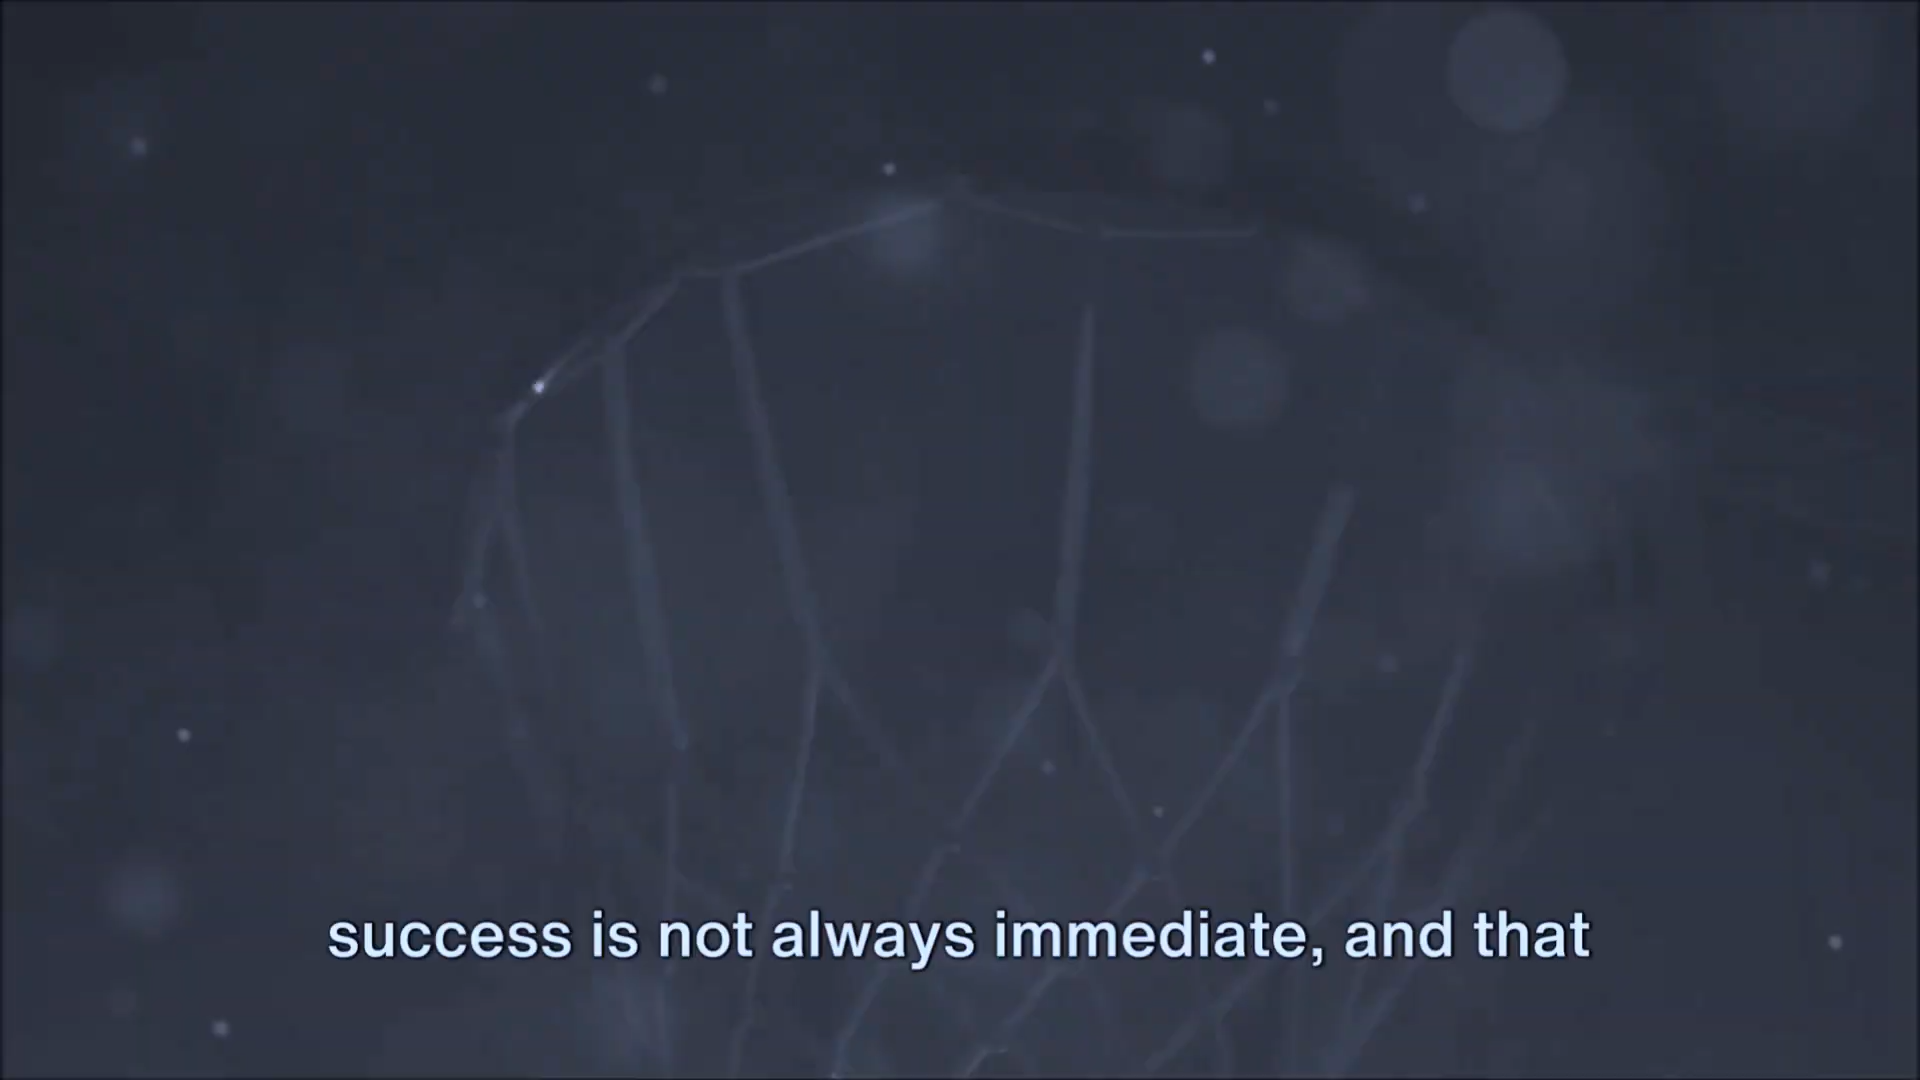 success is not always immediate, and that